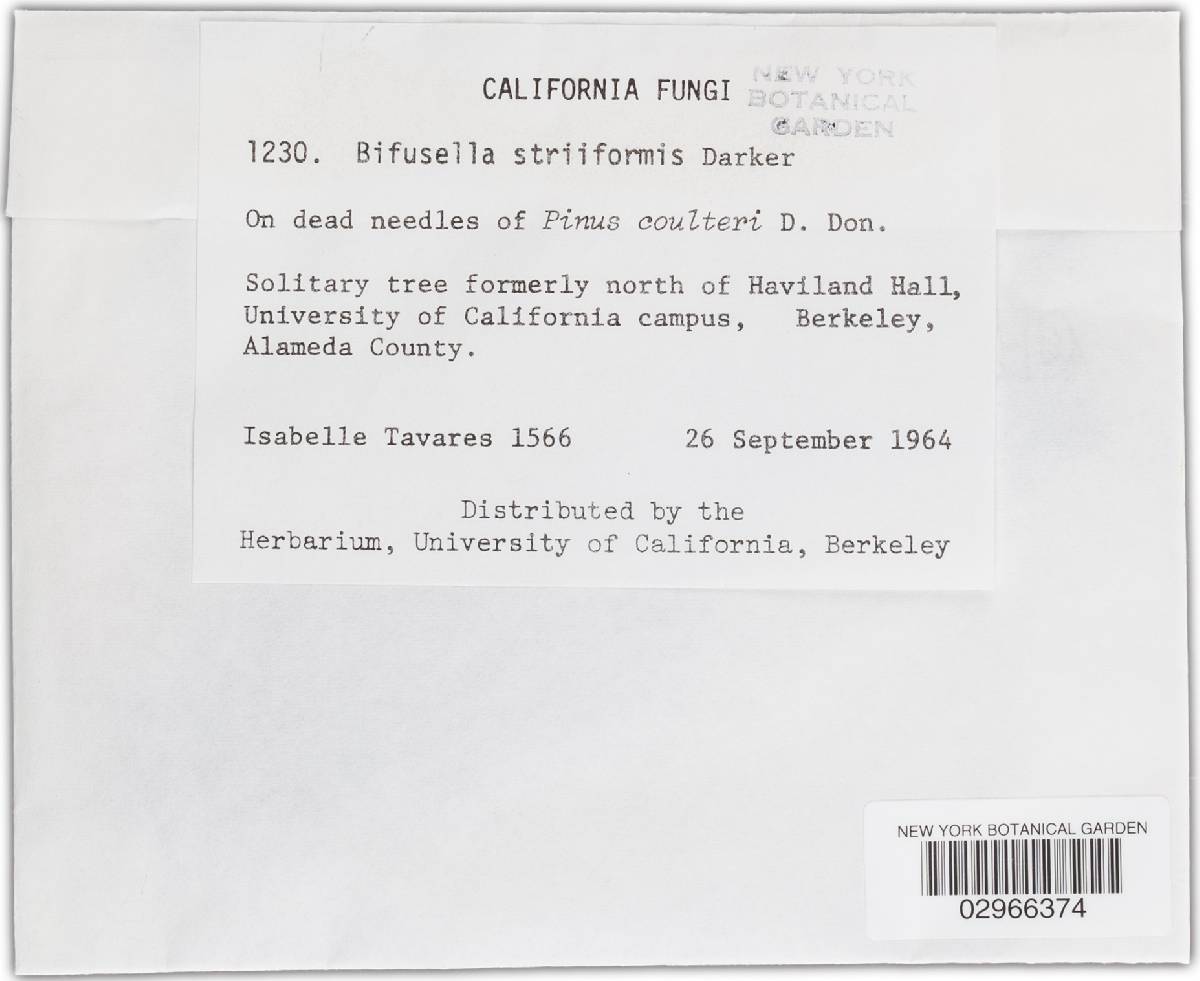 CALIFORNIA FUNGI
NEW YORK
BOTANICAL
GARDEN
1230. Bifusella striiformis Darker
On dead needles of Pinus coulteri D. Don.
Solitary tree formerly north of Haviland Hall,
University of California campus, Berkeley,
Alameda County.
Isabelle Tavares 1566 26 September 1964
Distributed by the
Herbarium, University of California, Berkeley
NEW YORK BOTANICAL GARDEN
02966374